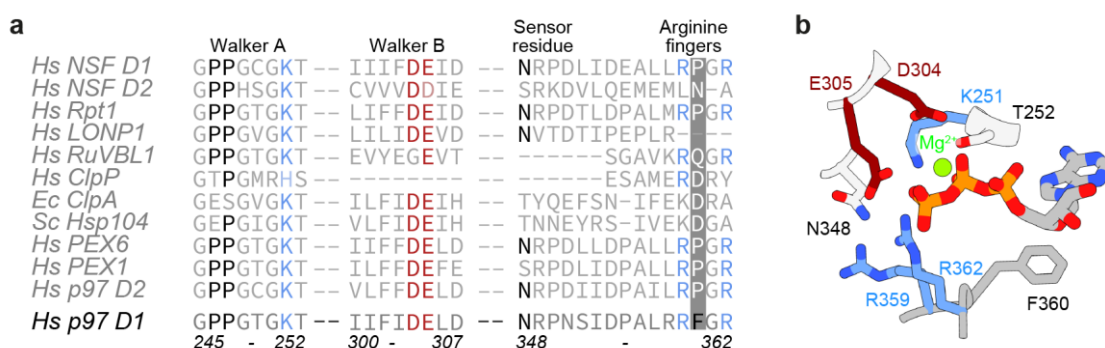 a
Walker A
Walker B
Sensor residue
Arginine fingers
Hs NSF D1 GPPGCGKT -- IIIFDEID -- NRPDLIDEALLRPGR
Hs NSF D2 GPPHSGKT -- CVVVDDID -- SRKDVLQEMEMLN-A
Hs Rpt1 GPPGTGKT -- LIFFDEID -- NRPDTLDPALMRPGR
Hs LONP1 GPPGVGKT -- LILIDEVD -- NVTDTIPEPLR---
Hs RuVBL1 GPPGTGKT -- EVYEGEVT -- ------SGAVKRQGR
Hs ClpP GTPGMRHS -- -------- -- ------ESAMERDRY
Ec ClpA GESGVGKT -- ILFIDEIH -- TYQEFSN-IFEKDRA
Sc Hsp104 GEPGVGKT -- VLFIDEIH -- TNNEYRS-IVEKDGA
Hs PEX6 GPPGTGKT -- IIFFDELD -- NRPDLLDPALLRPGR
Hs PEX1 GPPGTGKT -- ILFFDEFE -- SRPDLIDPALLRPGR
Hs p97 D2 GPPGCGKT -- VLFFDELD -- NRPDIIDPAILRPGR
Hs p97 D1 GPPGTGKT -- IIFIDELD -- NRPNSIDPALRRFGR
245 - 252 300 - 307 348 - 362
b
D304
E305
K251
T252
Mg2+
N348
R362
R359
F360